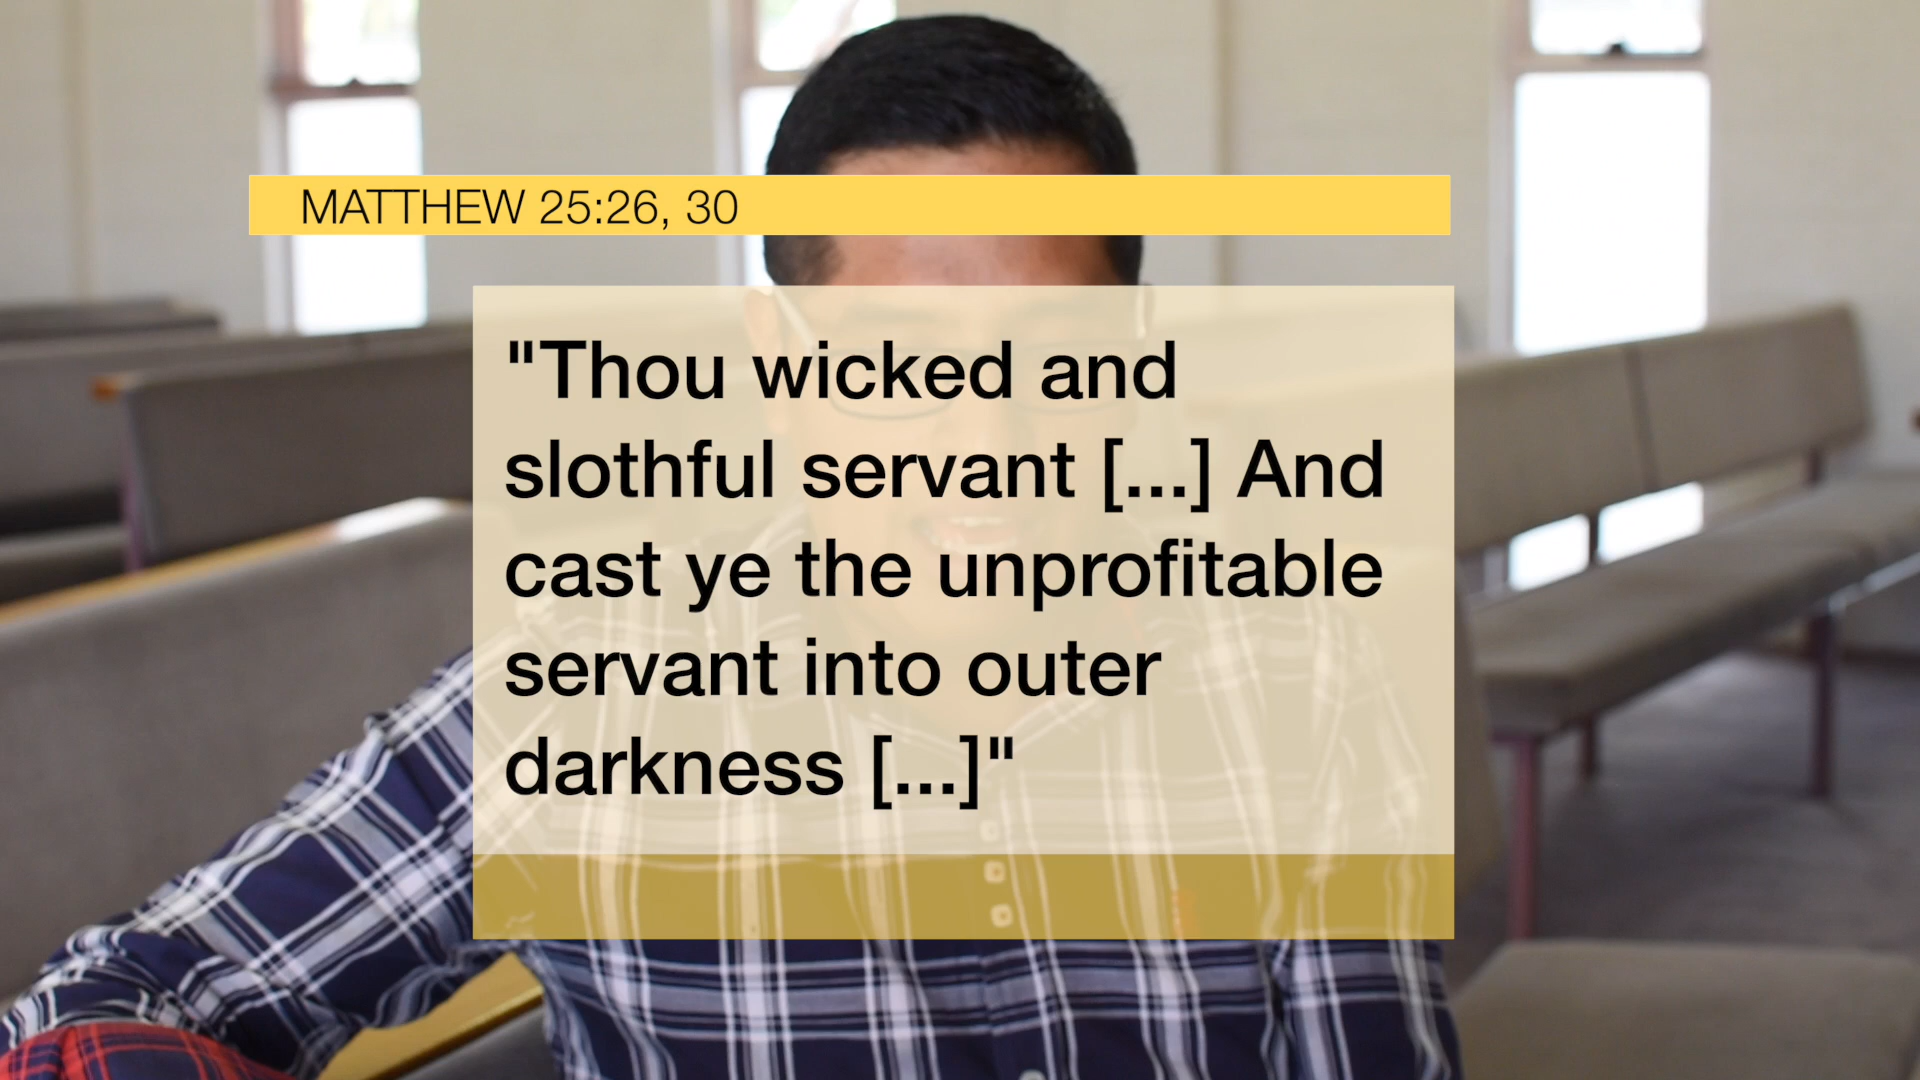 MATTHEW 25:26, 30
"Thou wicked and
slothful servant [...] And
cast ye the unprofitable
servant into outer
darkness [...]"